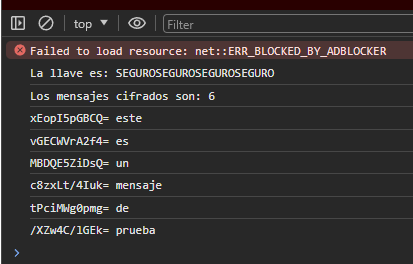 top
Filter
Failed to load resource: net::ERR_BLOCKED_BY_ADBLOCKER
La llave es: SEGUROSEGUROSEGUROSEGURO
Los mensajes cifrados son: 6
xEopI5pGBCQ= este
vGECWVrA2f4= es
MBDQE5ZiDsQ= un
c8zxLt/4Iuk= mensaje
tPciMWg0pmg= de
/XZw4C/1GEk= prueba